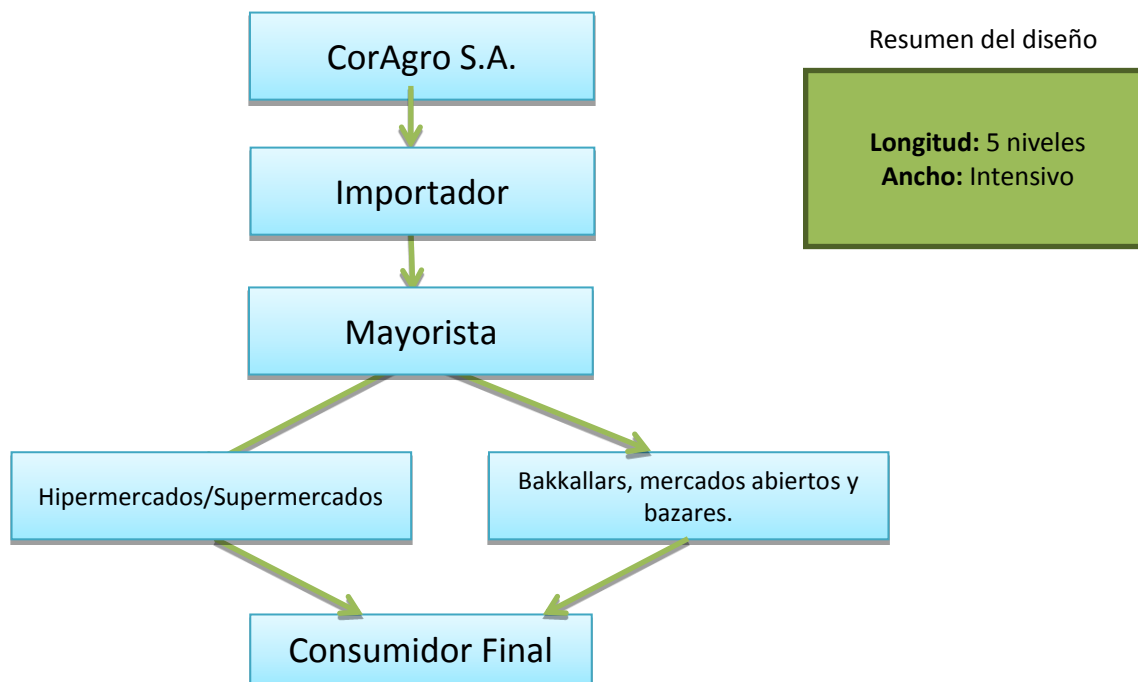 CorAgro S.A.
Resumen del diseño
Longitud: 5 niveles
Ancho: Intensivo
Importador
Mayorista
Hipermercados/Supermercados
Bakkallars, mercados abiertos y
bazares.
Consumidor Final